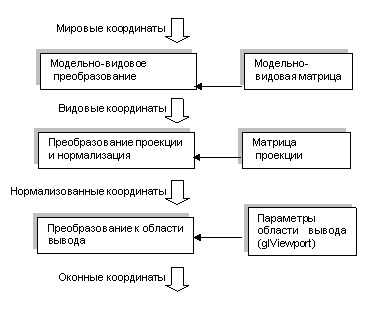 Мировые координаты
Модельно-видовое
преобразование
Модельно-
видовая матрица
Видовые координаты
Преобразование проекции
и нормализация
Матрица
проекции
Нормализованные координаты
Преобразование к области
вывода
Параметры
области вывода
(glViewport)
Оконные координаты